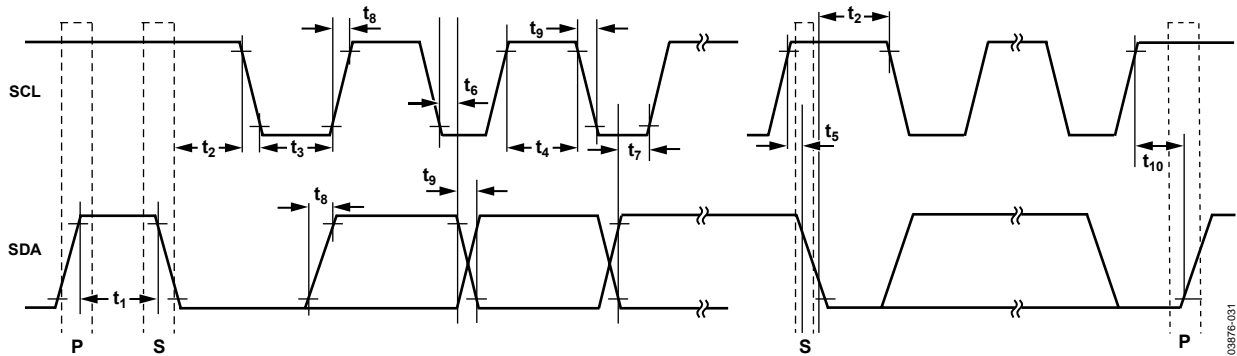 t₈ t₉ t₂
SCL
t₆ t₅
t₂ t₃ t₄ t₇ t₁₀
t₉
t₈
SDA
t₁
P S S P
03876-031